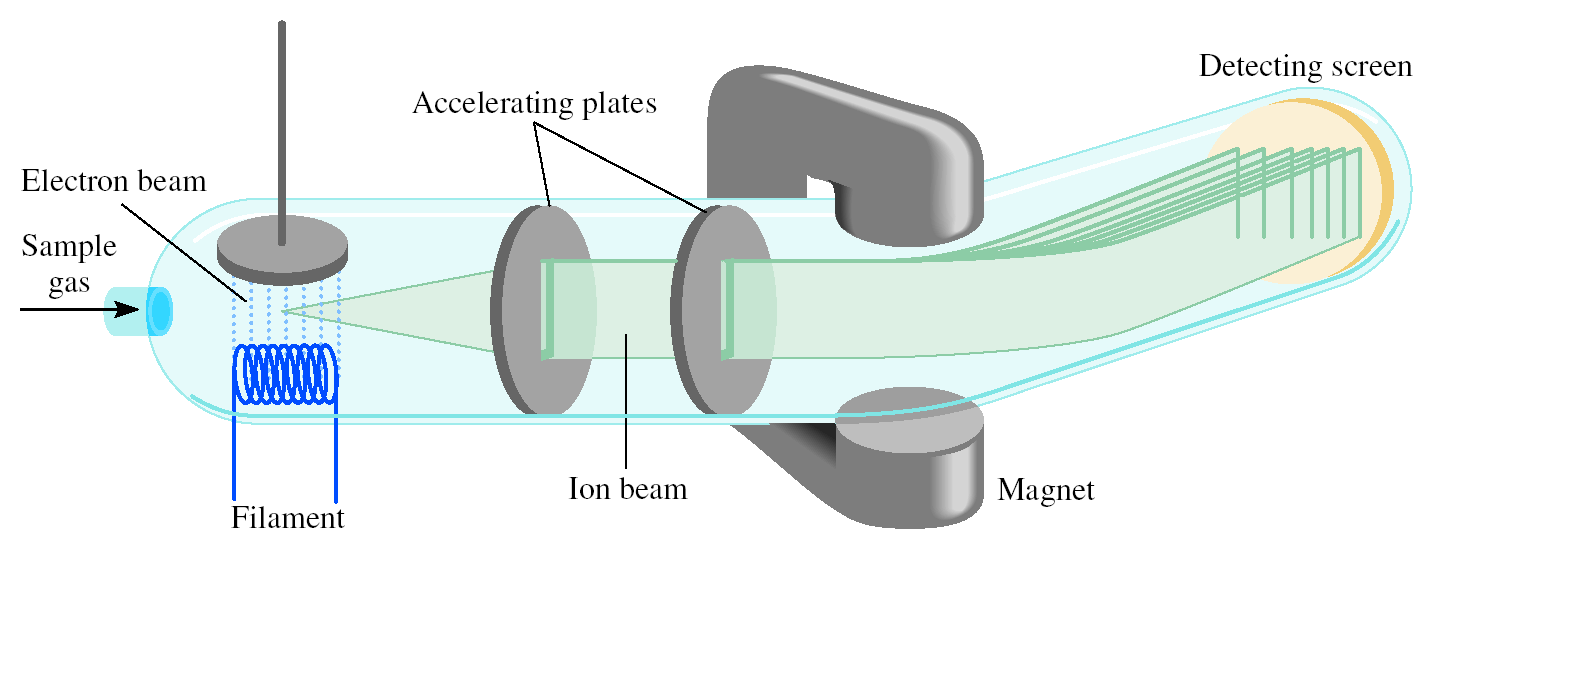 Detecting screen
Accelerating plates
Electron beam
Sample
gas
Ion beam
Magnet
Filament